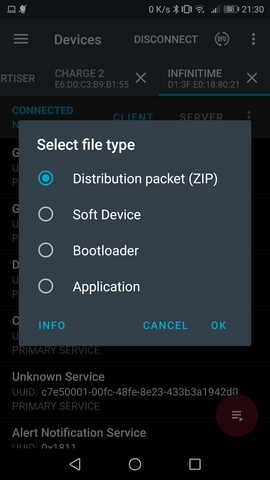 0 K/s 21:30
Devices DISCONNECT DFU
RTISER CHARGE 2 INFINITIME
E6:D0:C3:B9:B1:55 D1:3F:E0:18:80:21
CONNECTED CLIENT SERVER
Select file type
Distribution packet (ZIP)
Soft Device
Bootloader
Application
INFO CANCEL OK
PRIMARY SERVICE
Unknown Service
UUID: c7e50001-00fc-48fe-8e23-433b3a1942d0
PRIMARY SERVICE
Alert Notification Service
UUID: 0x1811